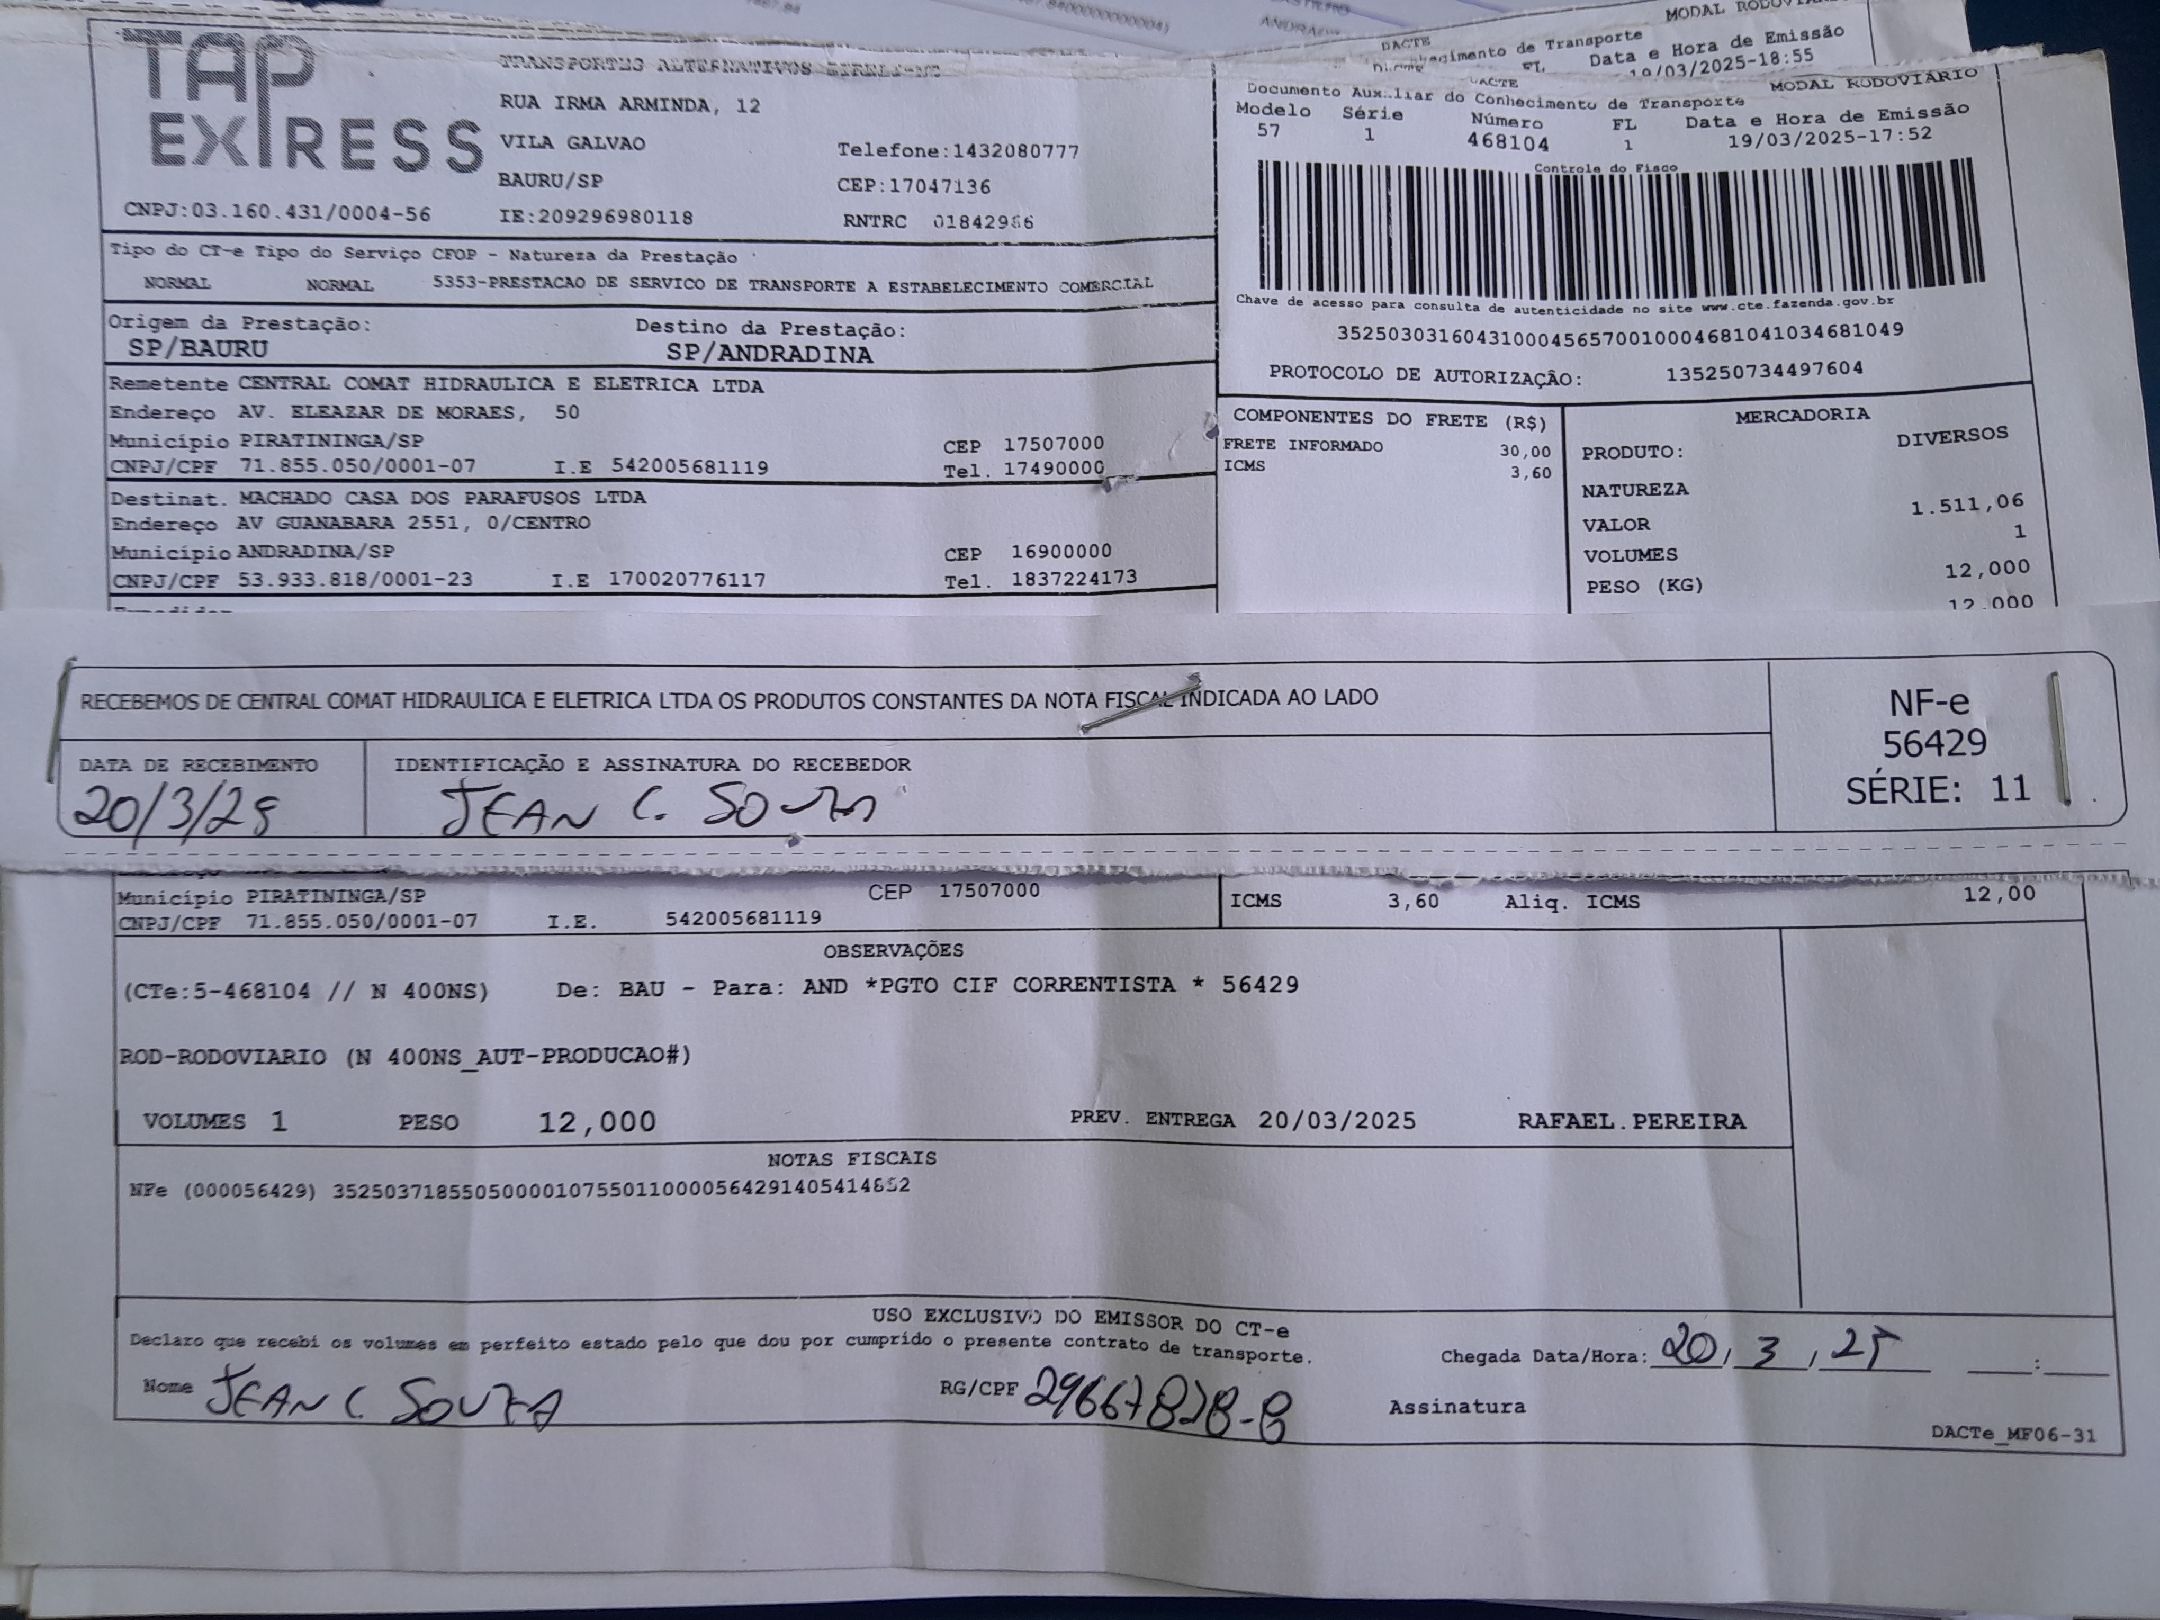 MODAL RODOVIÁRIO
DACTE
Conhecimento de Transporte
FL Data e Hora de Emissão
19/03/2025-18:55
TAP EXPRESS
TRANSPORTES ALTERNATIVOS
RUA IRMA ARMINDA, 12
VILA GALVAO Telefone:1432080777
BAURU/SP CEP:17047136
CNPJ:03.160.431/0004-56 IE:209296980118 RNTRC 01842986
DACTE MODAL RODOVIÁRIO
Documento Auxiliar do Conhecimento de Transporte
Modelo Série Número FL Data e Hora de Emissão
57 1 468104 1 19/03/2025-17:52
Controle do Fisco
Chave de acesso para consulta de autenticidade no site www.cte.fazenda.gov.br
35250303160431000456570010004681041034681049
PROTOCOLO DE AUTORIZAÇÂO: 135250734497604
Tipo do CT-e Tipo do Serviço CFOP - Natureza da Prestação
NORMAL NORMAL 5353-PRESTACAO DE SERVICO DE TRANSPORTE A ESTABELECIMENTO COMERCIAL
Origem da Prestação: Destino da Prestação:
SP/BAURU SP/ANDRADINA
Remetente CENTRAL COMAT HIDRAULICA E ELETRICA LTDA
Endereço AV. ELEAZAR DE MORAES, 50
Município PIRATININGA/SP CEP 17507000
CNPJ/CPF 71.855.050/0001-07 I.E 542005681119 Tel. 17490000
Destinat. MACHADO CASA DOS PARAFUSOS LTDA
Endereço AV GUANABARA 2551, 0/CENTRO
Município ANDRADINA/SP CEP 16900000
CNPJ/CPF 53.933.818/0001-23 I.E 170020776117 Tel. 1837224173
COMPONENTES DO FRETE (R$)
FRETE INFORMADO 30,00
ICMS 3,60
MERCADORIA
PRODUTO: DIVERSOS
NATUREZA
VALOR 1.511,06
VOLUMES 1
PESO (KG) 12,000
12,000
RECEBEMOS DE CENTRAL COMAT HIDRAULICA E ELETRICA LTDA OS PRODUTOS CONSTANTES DA NOTA FISCAL INDICADA AO LADO
DATA DE RECEBIMENTO IDENTIFICAÇÃO E ASSINATURA DO RECEBEDOR
20/3/25 JEAN C. SOUZA
NF-e
56429
SÉRIE: 11
Município PIRATININGA/SP CEP 17507000
CNPJ/CPF 71.855.050/0001-07 I.E. 542005681119
ICMS 3,60 Aliq. ICMS 12,00
OBSERVAÇÕES
(CTe:5-468104 // N 400NS) De: BAU - Para: AND *PGTO CIF CORRENTISTA * 56429
ROD-RODOVIARIO (N 400NS_AUT-PRODUCAO#)
VOLUMES 1 PESO 12,000 PREV. ENTREGA 20/03/2025 RAFAEL.PEREIRA
NOTAS FISCAIS
NFe (000056429)
USO EXCLUSIVO DO EMISSOR DO CT-e
Declaro que recebi os volumes em perfeito estado pelo que dou por cumprido o presente contrato de transporte.
Chegada Data/Hora: 20, 3, 25 :
Nome JEAN C. SOUZA RG/CPF 29667828-8 Assinatura
DACTe_MF06-31